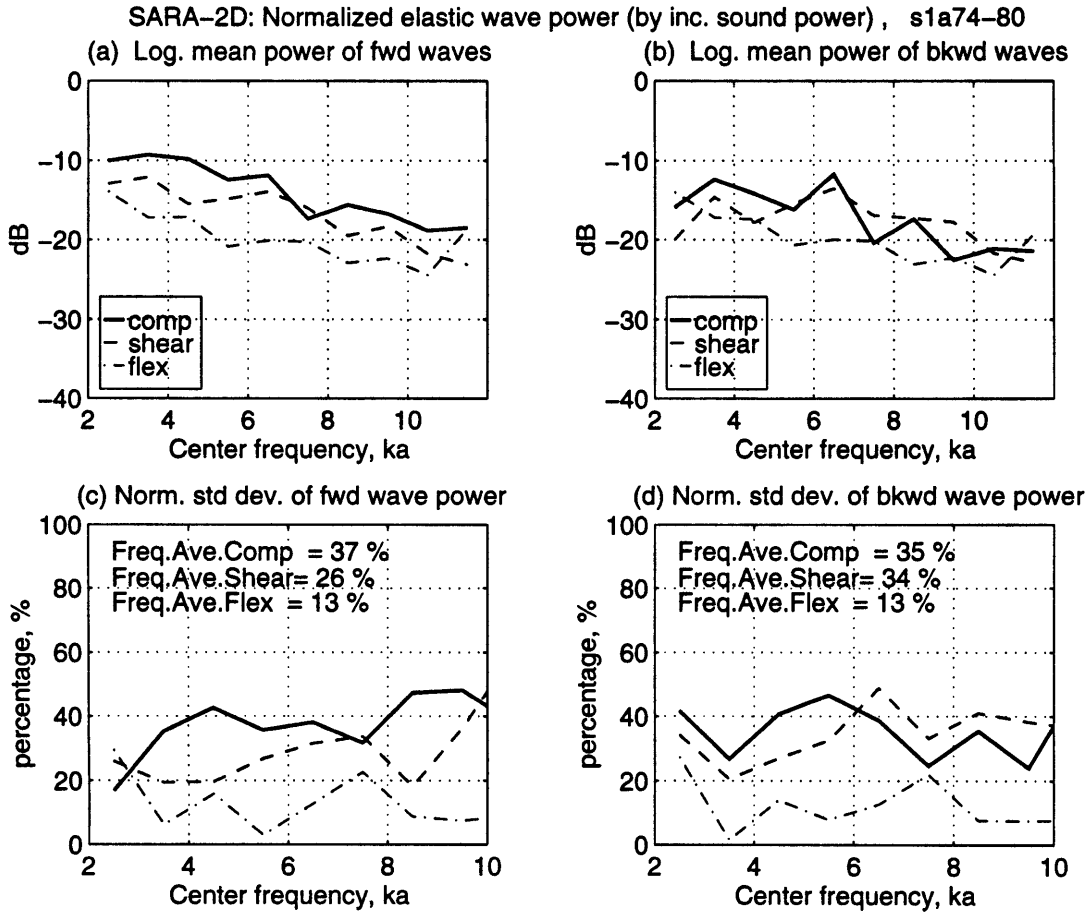 SARA-2D: Normalized elastic wave power (by inc. sound power) , s1a74-80
(a) Log. mean power of fwd waves
0
-10
-20
-30
-40
dB
comp
shear
flex
2 4 6 8 10
Center frequency, ka
(b) Log. mean power of bkwd waves
0
-10
-20
-30
-40
dB
comp
shear
flex
2 4 6 8 10
Center frequency, ka
(c) Norm. std dev. of fwd wave power
100
80
60
40
20
0
percentage, %
Freq.Ave.Comp = 37 %
Freq.Ave.Shear= 26 %
Freq.Ave.Flex = 13 %
2 4 6 8 10
Center frequency, ka
(d) Norm. std dev. of bkwd wave power
100
80
60
40
20
0
percentage, %
Freq.Ave.Comp = 35 %
Freq.Ave.Shear= 34 %
Freq.Ave.Flex = 13 %
2 4 6 8 10
Center frequency, ka